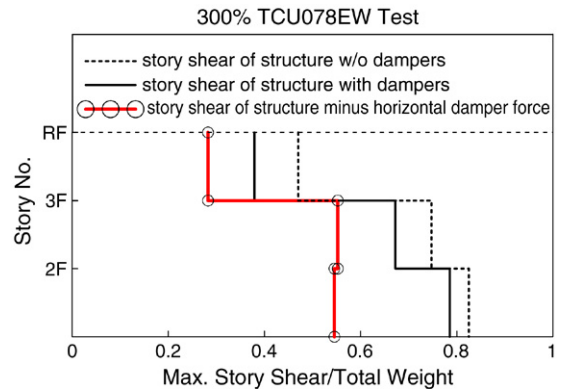 300% TCU078EW Test
story shear of structure w/o dampers
story shear of structure with dampers
story shear of structure minus horizontal damper force
Story No.
RF
3F
2F
0 0.2 0.4 0.6 0.8 1
Max. Story Shear/Total Weight